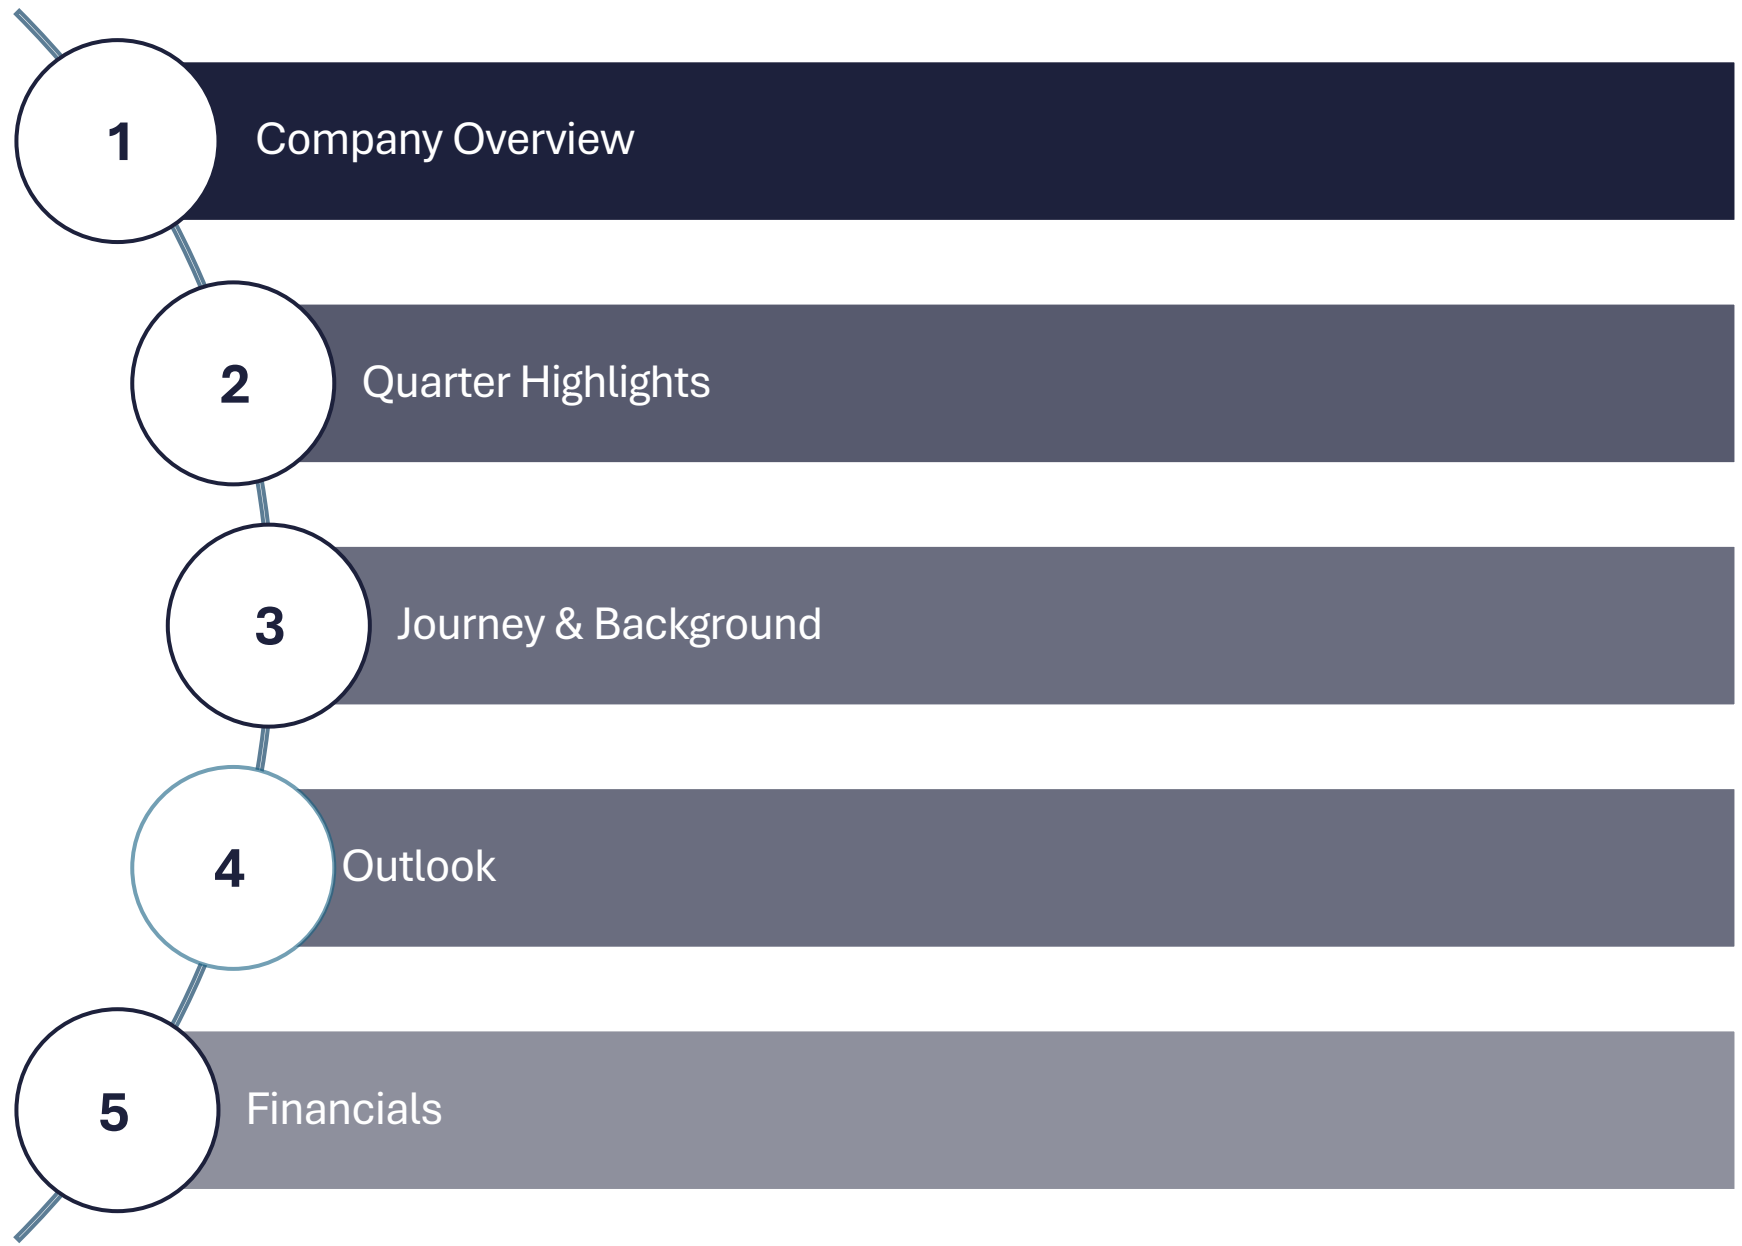 1 Company Overview
2 Quarter Highlights
3 Journey & Background
4 Outlook
5 Financials